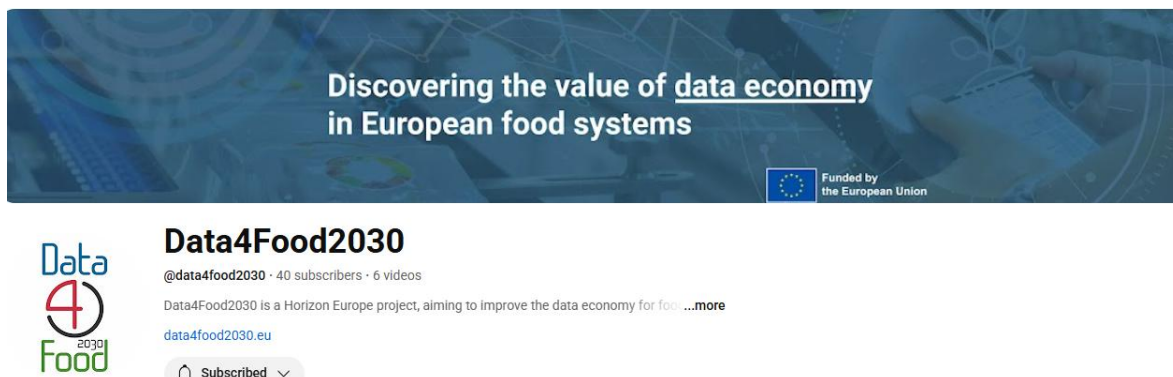 Discovering the value of data economy
in European food systems
Funded by
the European Union
Data4Food2030
@data4food2030 · 40 subscribers · 6 videos
Data4Food2030 is a Horizon Europe project, aiming to improve the data economy for foo ...more
data4food2030.eu
Data
4
2030
Food
Subscribed